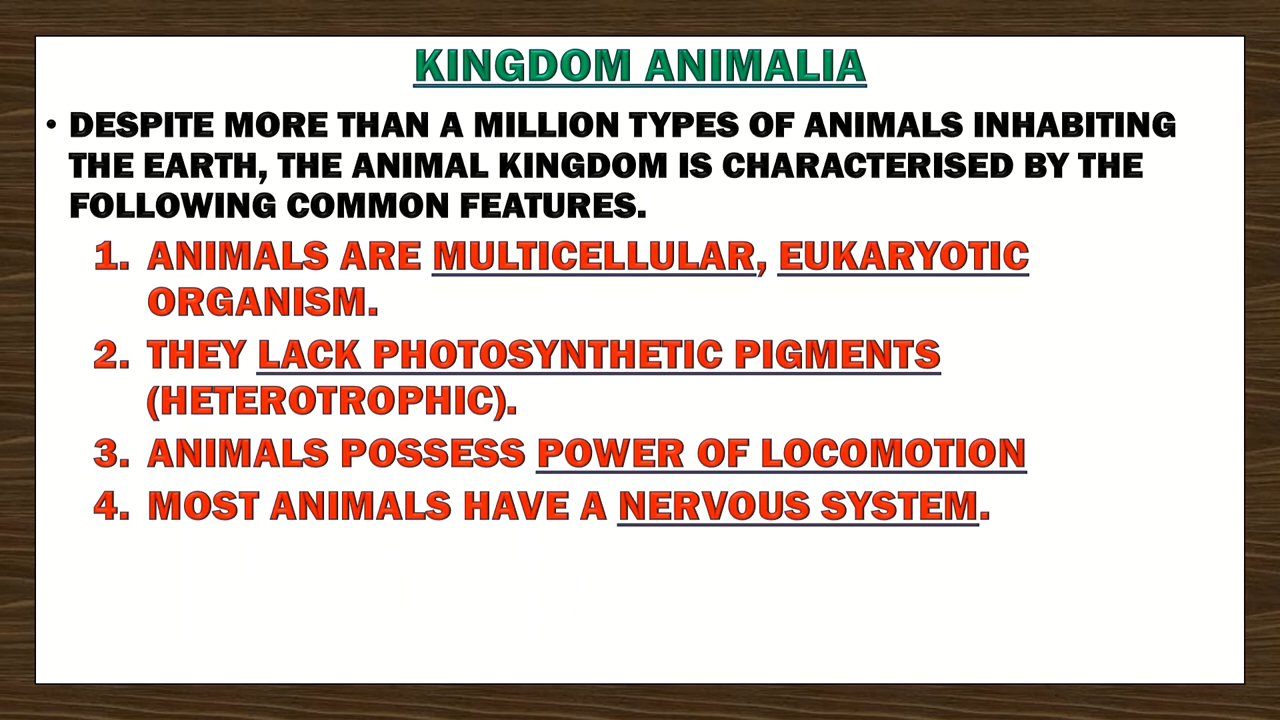 KINGDOM ANIMALIA
• DESPITE MORE THAN A MILLION TYPES OF ANIMALS INHABITING
THE EARTH, THE ANIMAL KINGDOM IS CHARACTERISED BY THE
FOLLOWING COMMON FEATURES.
1. ANIMALS ARE MULTICELLULAR, EUKARYOTIC
ORGANISM.
2. THEY LACK PHOTOSYNTHETIC PIGMENTS
(HETEROTROPHIC).
3. ANIMALS POSSESS POWER OF LOCOMOTION
4. MOST ANIMALS HAVE A NERVOUS SYSTEM.